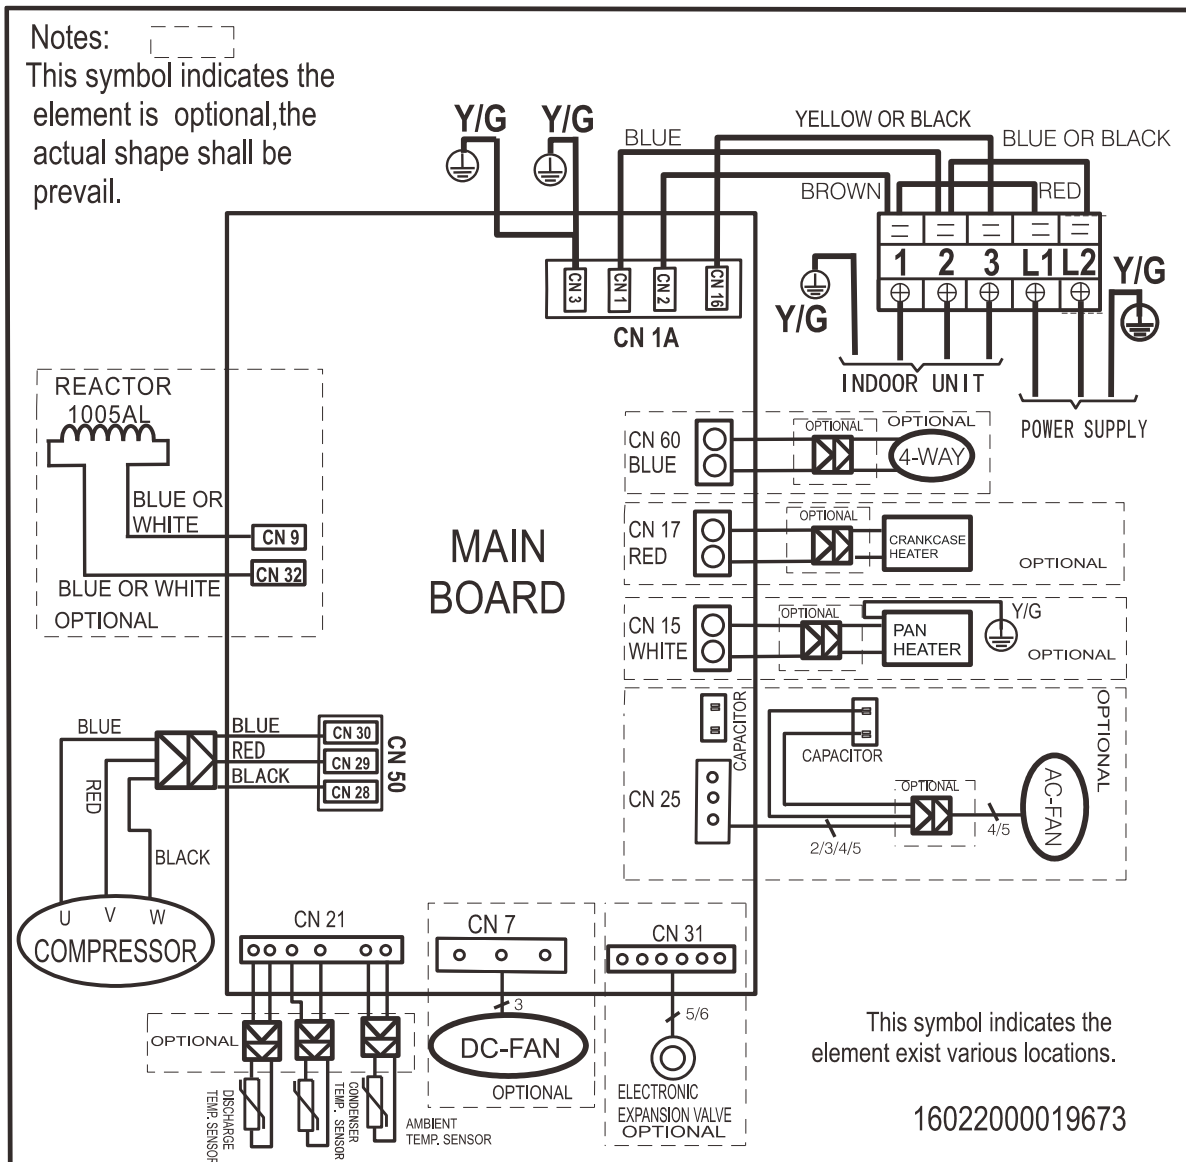 Notes:
This symbol indicates the
element is optional,the
actual shape shall be
prevail.
Y/G
Y/G
BLUE
YELLOW OR BLACK
BLUE OR BLACK
BROWN
RED
1 2 3 L1 L2
Y/G
Y/G
CN 3
CN 1
CN 2
CN 16
CN 1A
INDOOR UNIT
POWER SUPPLY
REACTOR
1005AL
BLUE OR
WHITE
CN 9
BLUE OR WHITE
CN 32
OPTIONAL
MAIN
BOARD
CN 60
BLUE
OPTIONAL
OPTIONAL
4-WAY
CN 17
RED
OPTIONAL
CRANKCASE
HEATER
OPTIONAL
CN 15
WHITE
OPTIONAL
PAN
HEATER
Y/G
OPTIONAL
CAPACITOR
CAPACITOR
OPTIONAL
CN 25
2/3/4/5
OPTIONAL
4/5
AC-FAN
BLUE
RED
BLACK
BLUE
RED
BLACK
CN 30
CN 29
CN 28
CN 50
U V W
COMPRESSOR
CN 21
OPTIONAL
DISCHARGE
TEMP. SENSOR
CONDENSER
TEMP. SENSOR
AMBIENT
TEMP. SENSOR
CN 7
3
DC-FAN
OPTIONAL
CN 31
5/6
ELECTRONIC
EXPANSION VALVE
OPTIONAL
This symbol indicates the
element exist various locations.
16022000019673